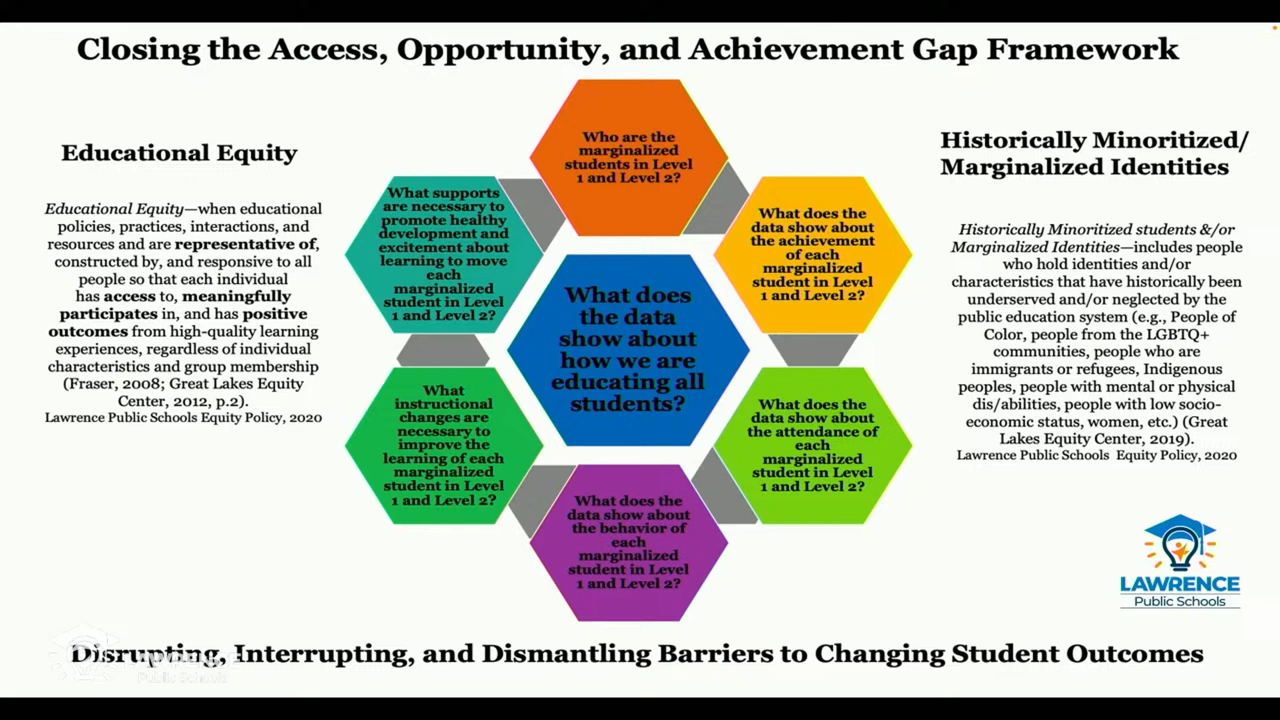 Closing the Access, Opportunity, and Achievement Gap Framework
Educational Equity
Educational Equity—when educational
policies, practices, interactions, and
resources and are representative of,
constructed by, and responsive to all
people so that each individual
has access to, meaningfully
participates in, and has positive
outcomes from high-quality learning
experiences, regardless of individual
characteristics and group membership
(Fraser, 2008; Great Lakes Equity
Center, 2012, p.2).
Lawrence Public Schools Equity Policy, 2020
Who are the
marginalized
students in Level
1 and Level 2?
What does the
data show about
the achievement
of each
marginalized
student in Level
1 and Level 2?
What does the
data show about
the attendance of
each
marginalized
student in Level
1 and Level 2?
What does the
data show about
the behavior of
each
marginalized
student in Level
1 and Level 2?
What
instructional
changes are
necessary to
improve the
learning of each
marginalized
student in Level
1 and Level 2?
What supports
are necessary to
promote healthy
development and
excitement about
learning to move
each
marginalized
student in Level
1 and Level 2?
What does
the data
show about
how we are
educating all
students?
Historically Minoritized/
Marginalized Identities
Historically Minoritized students &/or
Marginalized Identities—includes people
who hold identities and/or
characteristics that have historically been
underserved and/or neglected by the
public education system (e.g., People of
Color, people from the LGBTQ+
communities, people who are
immigrants or refugees, Indigenous
peoples, people with mental or physical
dis/abilities, people with low socio-
economic status, women, etc.) (Great
Lakes Equity Center, 2019).
Lawrence Public Schools Equity Policy, 2020
LAWRENCE
Public Schools
Disrupting, Interrupting, and Dismantling Barriers to Changing Student Outcomes
LAWRENCE
Public Schools